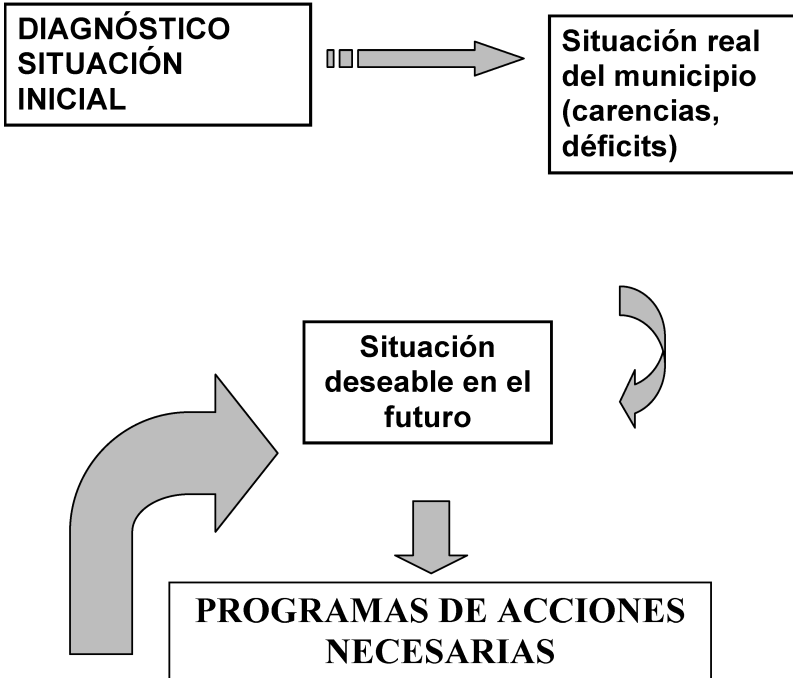 DIAGNÓSTICO
SITUACIÓN
INICIAL
Situación real
del municipio
(carencias,
déficits)
Situación
deseable en el
futuro
PROGRAMAS DE ACCIONES
NECESARIAS